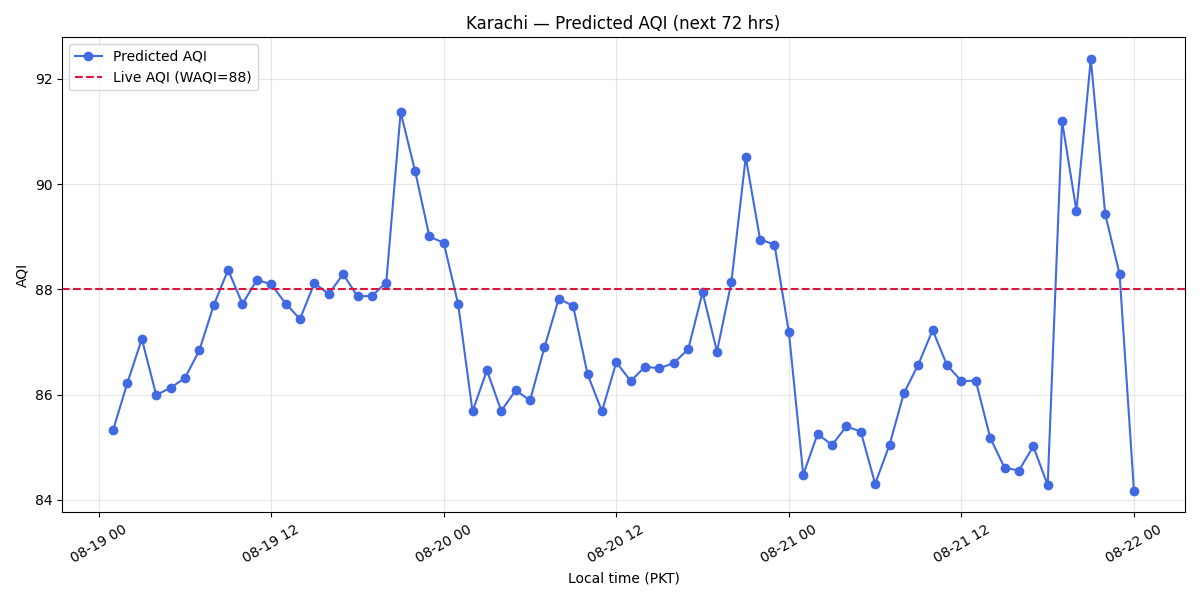 Karachi — Predicted AQI (next 72 hrs)
Predicted AQI
Live AQI (WAQI=88)
AQI
92
90
88
86
84
08-19 00
08-19 12
08-20 00
08-20 12
08-21 00
08-21 12
08-22 00
Local time (PKT)